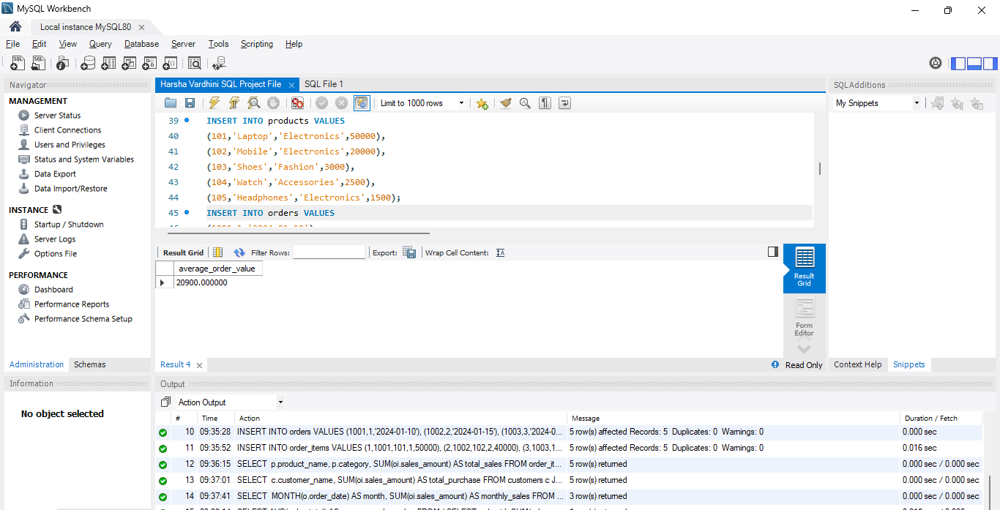 MySQL Workbench
Local instance MySQL80
File Edit View Query Database Server Tools Scripting Help
Navigator
MANAGEMENT
Server Status
Client Connections
Users and Privileges
Status and System Variables
Data Export
Data Import/Restore
INSTANCE
Startup / Shutdown
Server Logs
Options File
PERFORMANCE
Dashboard
Performance Reports
Performance Schema Setup
Administration Schemas
Information
No object selected
Harsha Vardhini SQL Project File SQL File 1
Limit to 1000 rows
39 INSERT INTO products VALUES
40 (101,'Laptop','Electronics',50000),
41 (102,'Mobile','Electronics',20000),
42 (103,'Shoes','Fashion',3000),
43 (104,'Watch','Accessories',2500),
44 (105,'Headphones','Electronics',1500);
45 INSERT INTO orders VALUES
Result Grid Filter Rows: Export: Wrap Cell Content:
average_order_value
20900.000000
Result Grid
Form Editor
Result 4
Read Only
SQLAdditions
My Snippets
Context Help Snippets
Output
Action Output
# Time Action Message Duration / Fetch
10 09:35:28 INSERT INTO orders VALUES (1001,1,'2024-01-10'), (1002,2,'2024-01-15'), (1003,3,'2024-0... 5 row(s) affected Records: 5 Duplicates: 0 Warnings: 0 0.000 sec
11 09:35:52 INSERT INTO order_items VALUES (1,1001,101,1,50000), (2,1002,102,2,40000), (3,1003,1... 5 row(s) affected Records: 5 Duplicates: 0 Warnings: 0 0.016 sec
12 09:36:15 SELECT p.product_name, p.category, SUM(oi.sales_amount) AS total_sales FROM order_it... 5 row(s) returned 0.000 sec / 0.000 sec
13 09:37:01 SELECT c.customer_name, SUM(oi.sales_amount) AS total_purchase FROM customers c J... 5 row(s) returned 0.000 sec / 0.000 sec
14 09:37:41 SELECT MONTH(o.order_date) AS month, SUM(oi.sales_amount) AS monthly_sales FROM ... 3 row(s) returned 0.000 sec / 0.000 sec